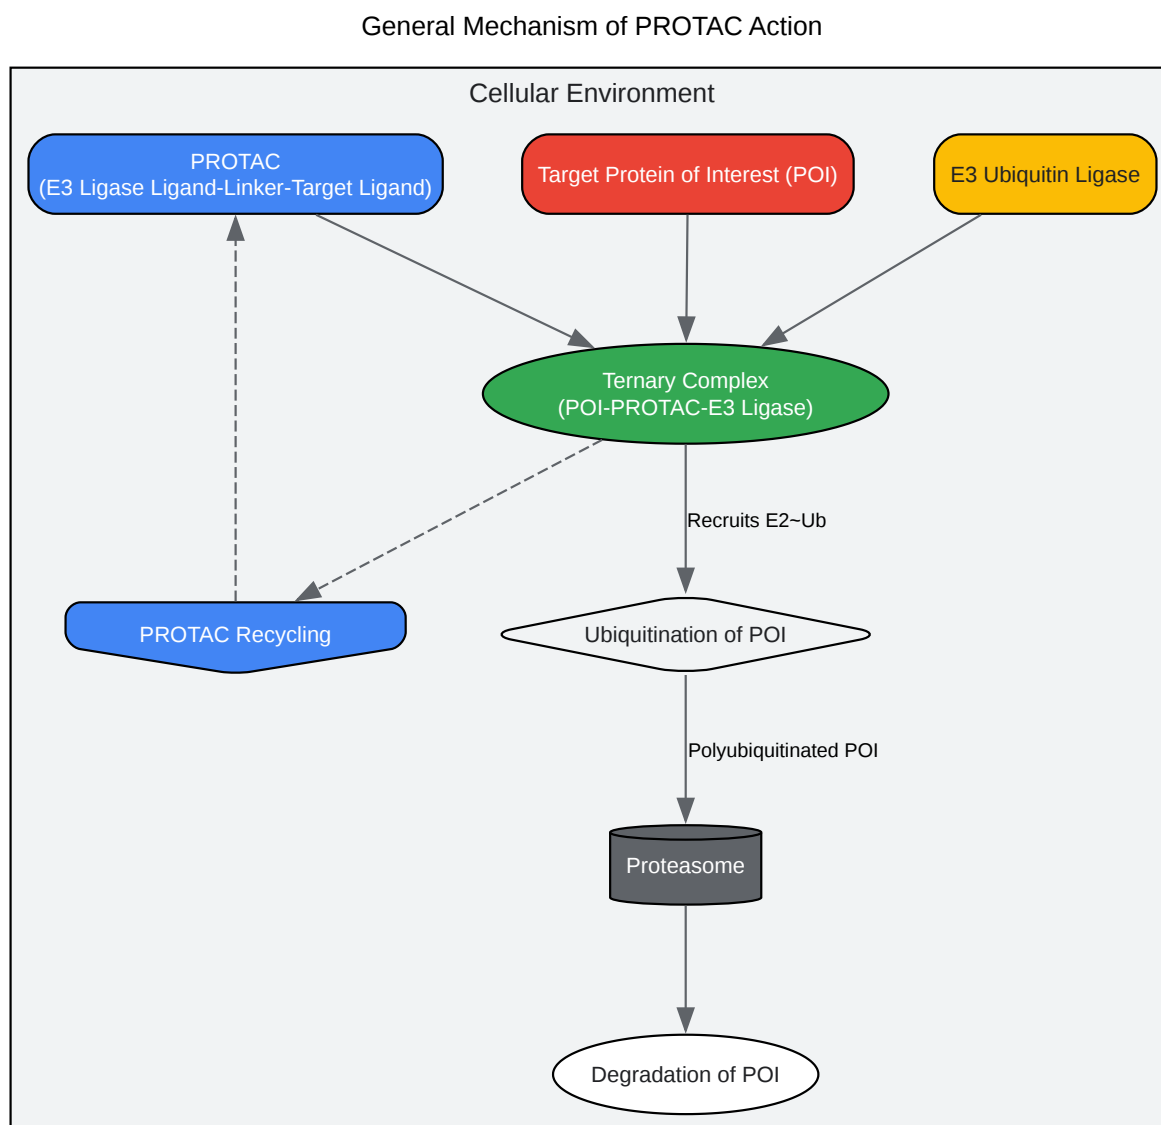 General Mechanism of PROTAC Action
Cellular Environment
PROTAC
(E3 Ligase Ligand-Linker-Target Ligand)
Target Protein of Interest (POI)
E3 Ubiquitin Ligase
Ternary Complex
(POI-PROTAC-E3 Ligase)
Recruits E2~Ub
PROTAC Recycling
Ubiquitination of POI
Polyubiquitinated POI
Proteasome
Degradation of POI